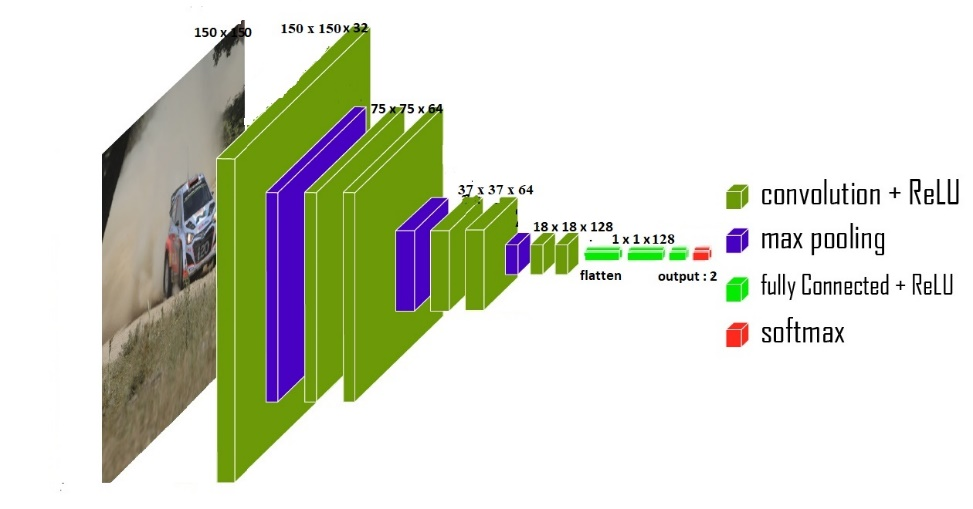 150 x 150
150 x 150 x 32
75 x 75 x 64
37 x 37 x 64
18 x 18 x 128
1 x 1 x128
flatten
output : 2
convolution + ReLU
max pooling
fully Connected + ReLU
softmax